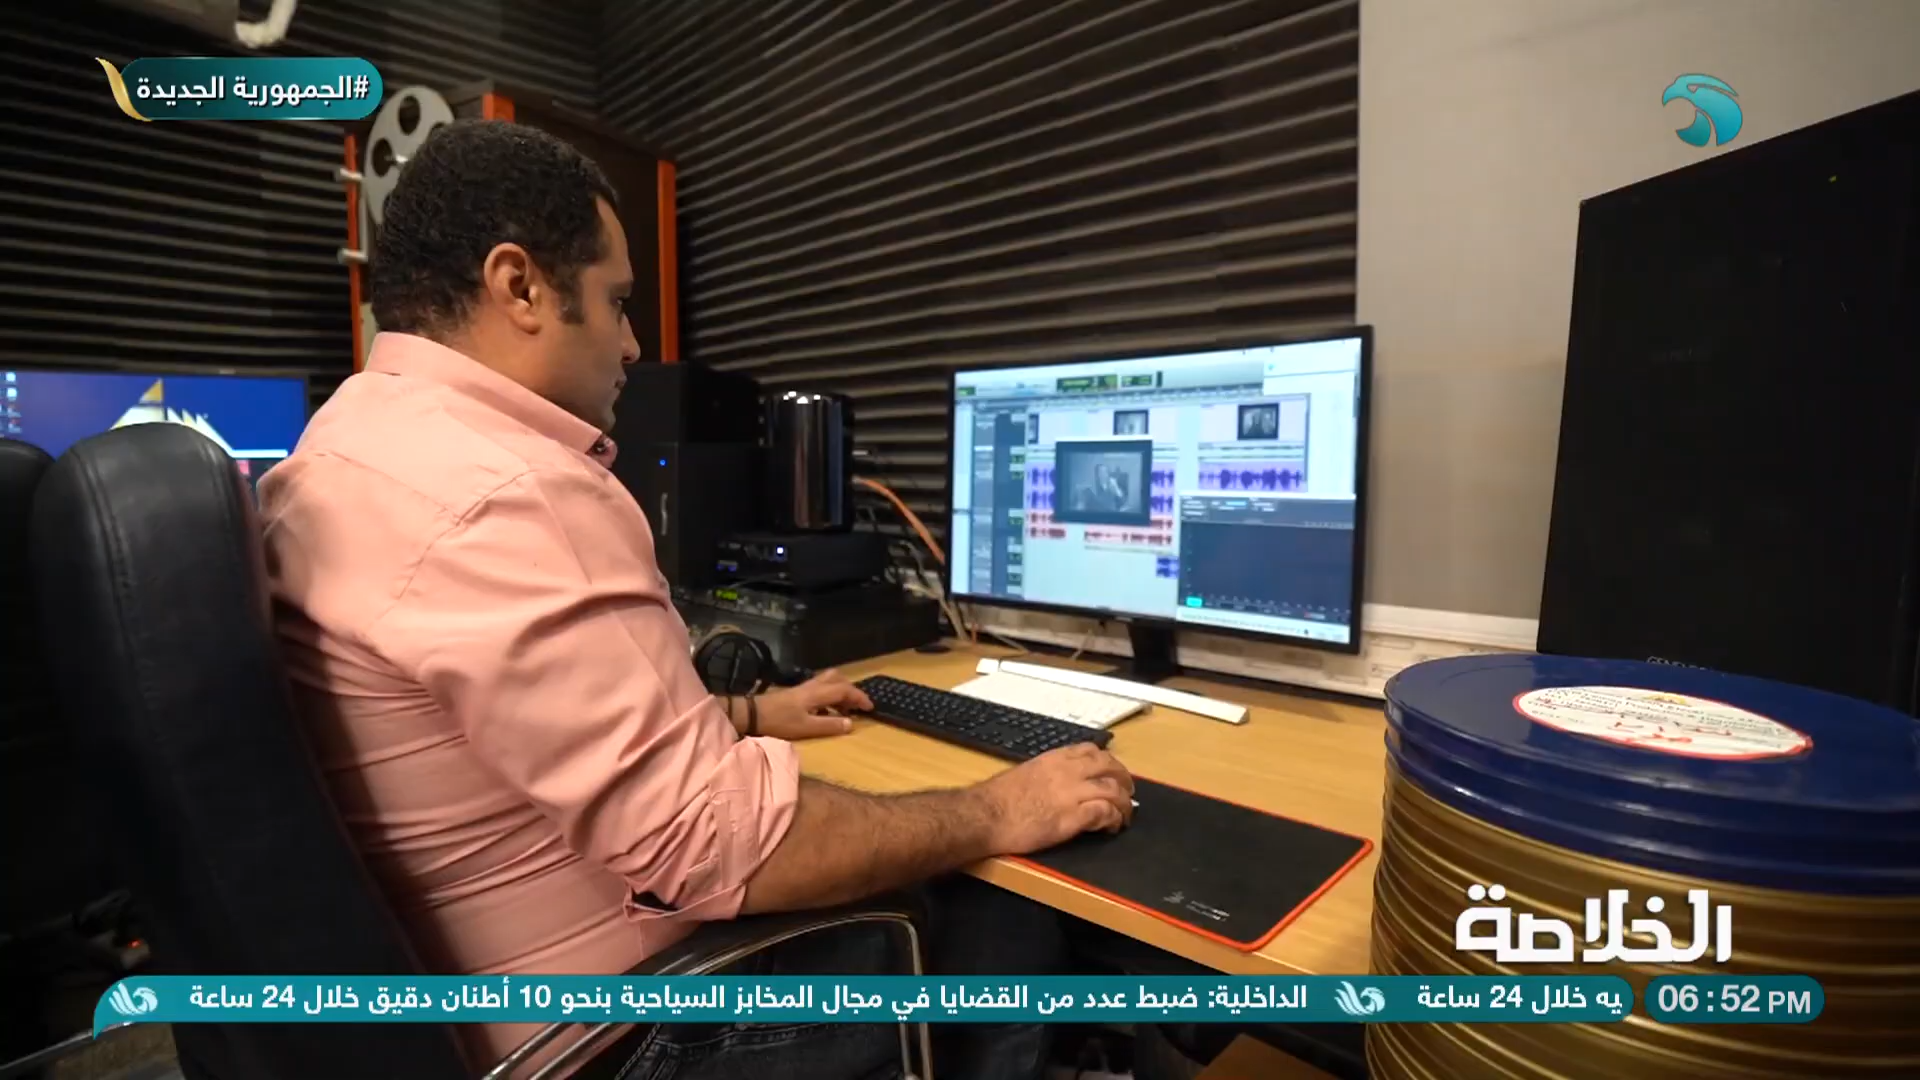 #الجمهورية الجديدة
الخلاصة
06:52 PM
يه خلال 24 ساعة
الداخلية: ضبط عدد من القضايا في مجال المخابز السياحية بنحو 10 أطنان دقيق خلال 24 ساعة